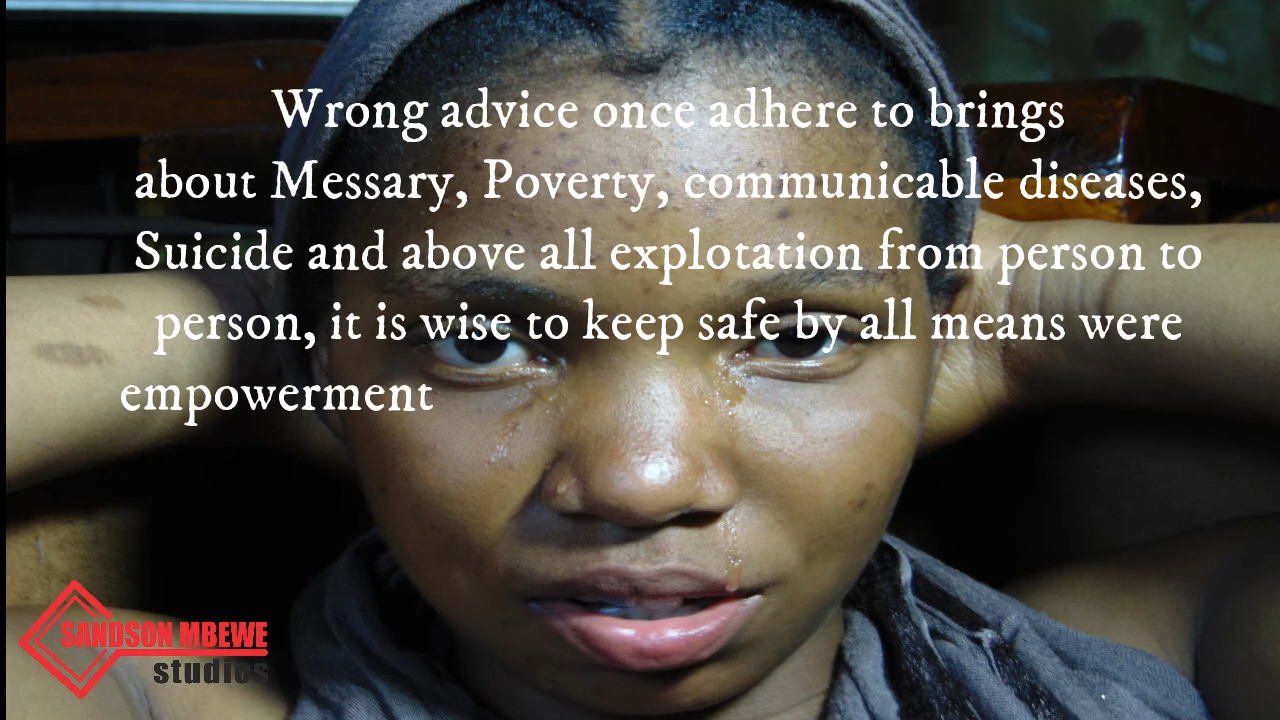 Wrong advice once adhere to brings
about Messary, Poverty, communicable diseases,
Suicide and above all explotation from person to
person, it is wise to keep safe by all means were
empowerment
SANDSON MBEWE
studios